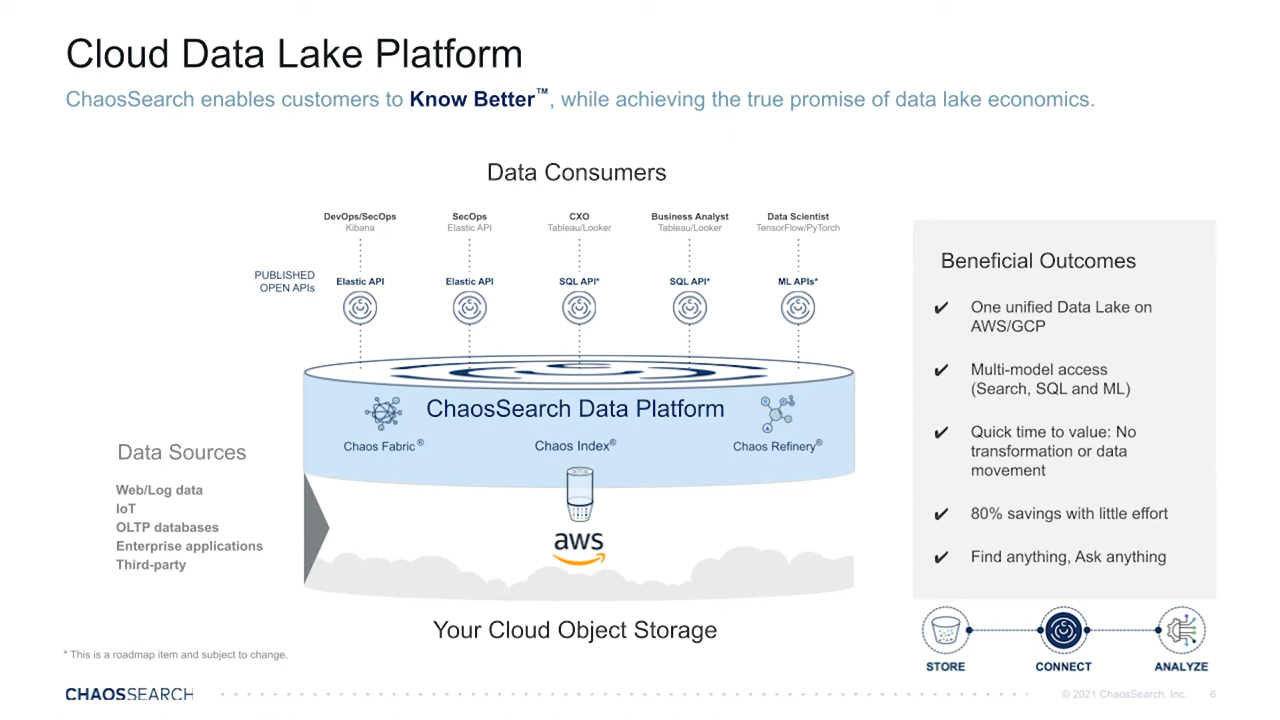 Cloud Data Lake Platform
ChaosSearch enables customers to Know Better™, while achieving the true promise of data lake economics.
Data Consumers
DevOps/SecOps
Kibana
SecOps
Elastic API
CXO
Tableau/Looker
Business Analyst
Tableau/Looker
Data Scientist
TensorFlow/PyTorch
PUBLISHED
OPEN APIs
Elastic API
Elastic API
SQL API*
SQL API*
ML APIs*
ChaosSearch Data Platform
Chaos Fabric®
Chaos Index®
Chaos Refinery®
Data Sources
Web/Log data
IoT
OLTP databases
Enterprise applications
Third-party
aws
Your Cloud Object Storage
Beneficial Outcomes
✔ One unified Data Lake on
AWS/GCP
✔ Multi-model access
(Search, SQL and ML)
✔ Quick time to value: No
transformation or data
movement
✔ 80% savings with little effort
✔ Find anything, Ask anything
STORE
CONNECT
ANALYZE
* This is a roadmap item and subject to change.
CHAOSSEARCH
© 2021 ChaosSearch, Inc.
6